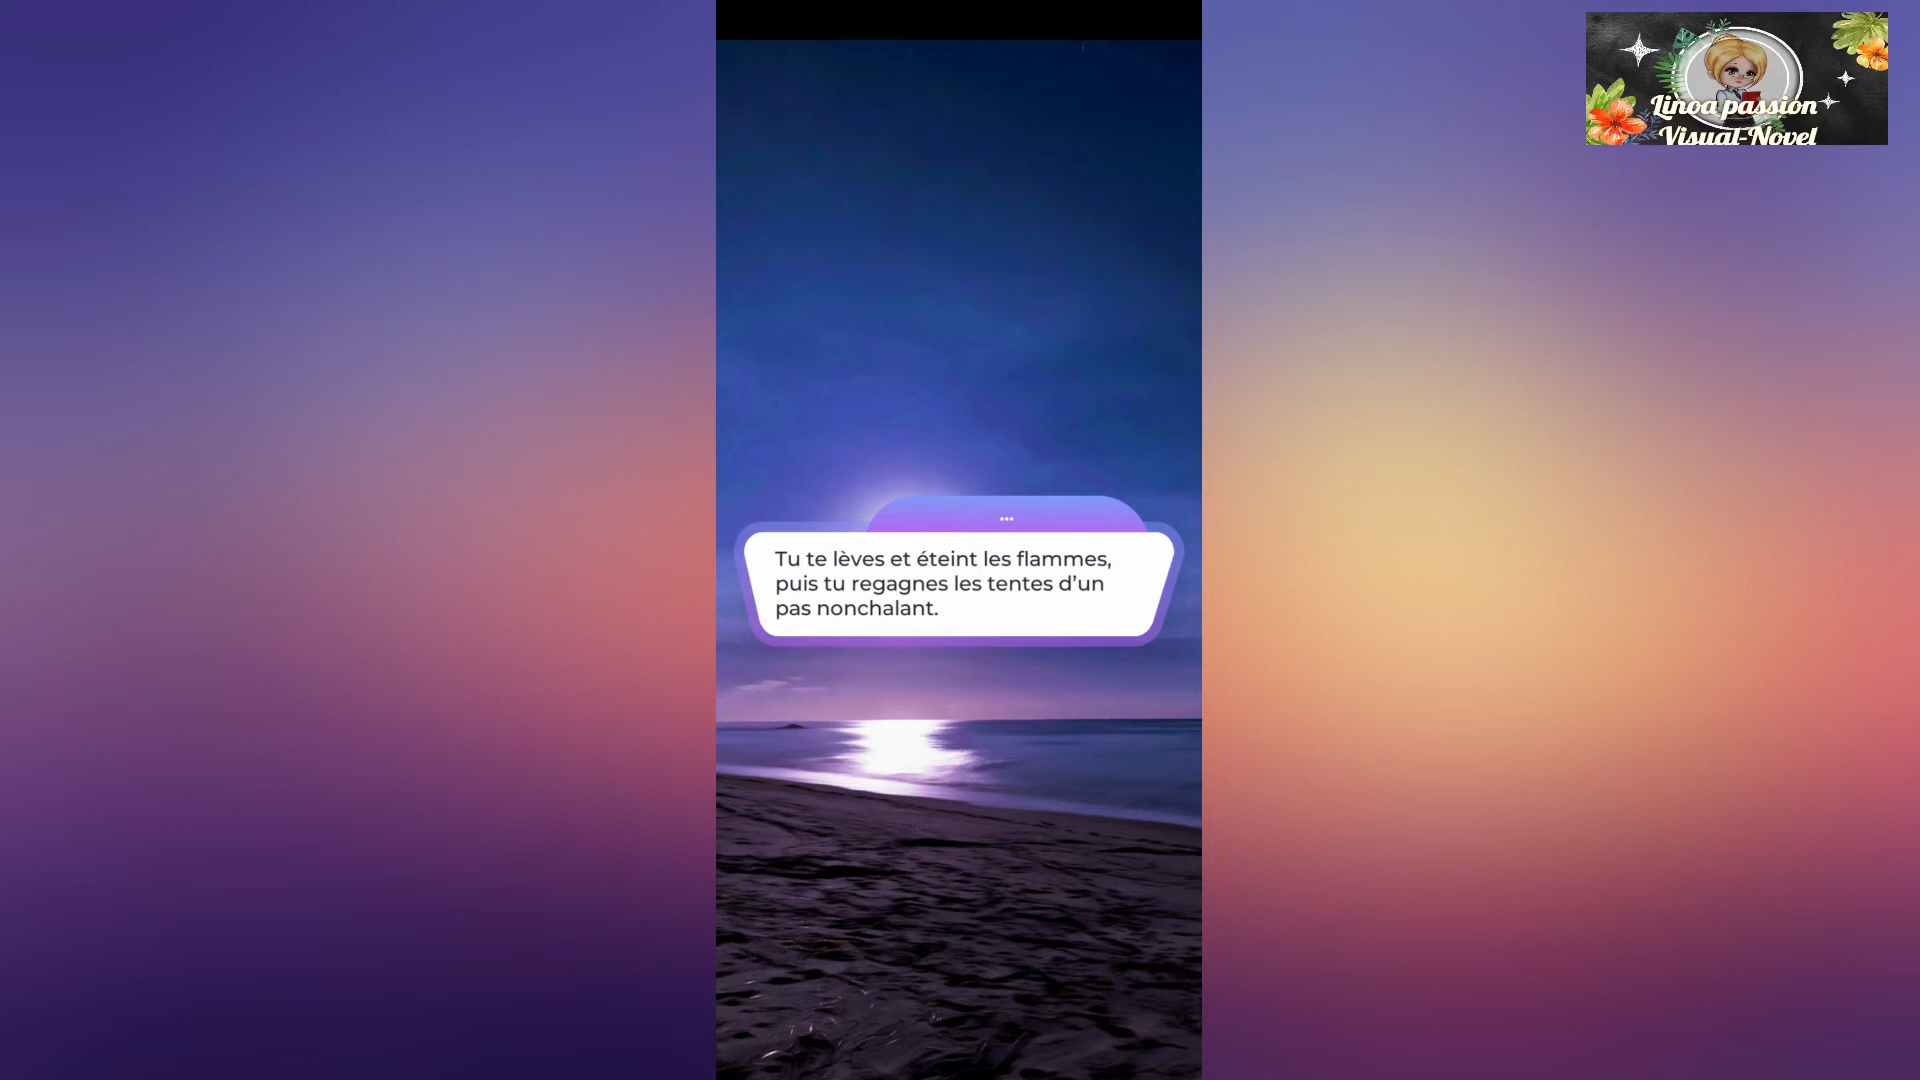 Linoa passion
Visual-Novel
...
Tu te lèves et éteint les flammes,
puis tu regagnes les tentes d’un
pas nonchalant.